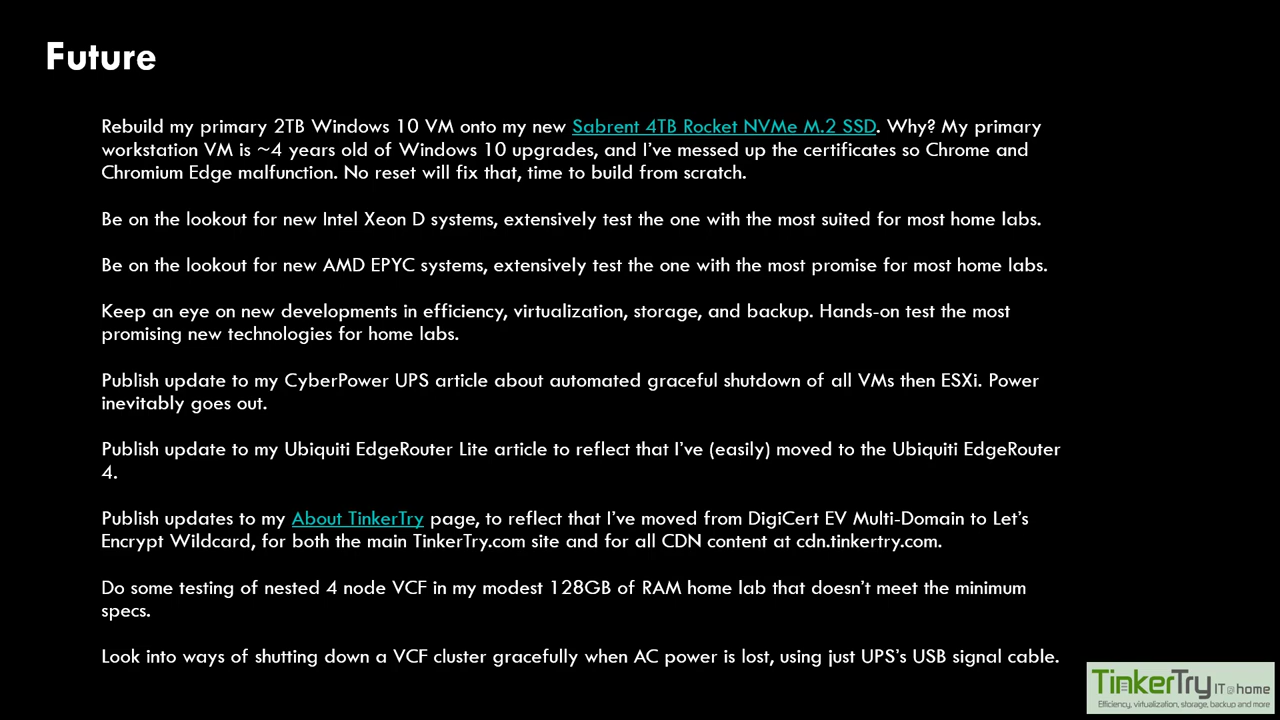 Future
Rebuild my primary 2TB Windows 10 VM onto my new Sabrent 4TB Rocket NVMe M.2 SSD. Why? My primary
workstation VM is ~4 years old of Windows 10 upgrades, and I've messed up the certificates so Chrome and
Chromium Edge malfunction. No reset will fix that, time to build from scratch.
Be on the lookout for new Intel Xeon D systems, extensively test the one with the most suited for most home labs.
Be on the lookout for new AMD EPYC systems, extensively test the one with the most promise for most home labs.
Keep an eye on new developments in efficiency, virtualization, storage, and backup. Hands-on test the most
promising new technologies for home labs.
Publish update to my CyberPower UPS article about automated graceful shutdown of all VMs then ESXi. Power
inevitably goes out.
Publish update to my Ubiquiti EdgeRouter Lite article to reflect that I've (easily) moved to the Ubiquiti EdgeRouter
4.
Publish updates to my About TinkerTry page, to reflect that I've moved from DigiCert EV Multi-Domain to Let's
Encrypt Wildcard, for both the main TinkerTry.com site and for all CDN content at cdn.tinkertry.com.
Do some testing of nested 4 node VCF in my modest 128GB of RAM home lab that doesn't meet the minimum
specs.
Look into ways of shutting down a VCF cluster gracefully when AC power is lost, using just UPS's USB signal cable.
TinkerTry IT@home
Efficiency, virtualization, storage, backup and more